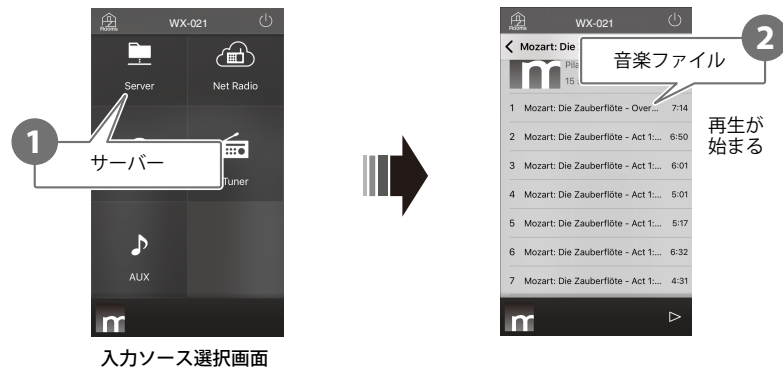 Rooms
WX-021
Server
Net Radio
1
サーバー
Tuner
AUX
m
入力ソース選択画面
Rooms
WX-021
2
Mozart: Die
音楽ファイル
m
15
1 Mozart: Die Zauberflöte - Over... 7:14
再生が
始まる
2 Mozart: Die Zauberflöte - Act 1:... 6:50
3 Mozart: Die Zauberflöte - Act 1:... 6:01
4 Mozart: Die Zauberflöte - Act 1:... 5:01
5 Mozart: Die Zauberflöte - Act 1:... 5:17
6 Mozart: Die Zauberflöte - Act 1:... 6:32
7 Mozart: Die Zauberflöte - Act 1:... 4:31
m